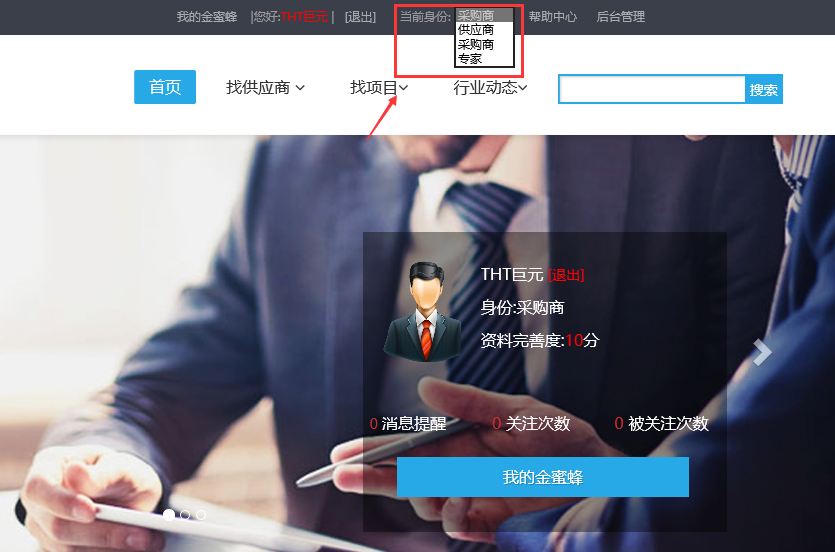 我的金蜜蜂 |您好:THT巨元 | [退出] 当前身份: 采购商 帮助中心 后台管理
供应商
采购商
专家
首页 找供应商 找项目 行业动态 搜索
THT巨元 [退出]
身份:采购商
资料完善度:10分
0 消息提醒 0 关注次数 0 被关注次数
我的金蜜蜂